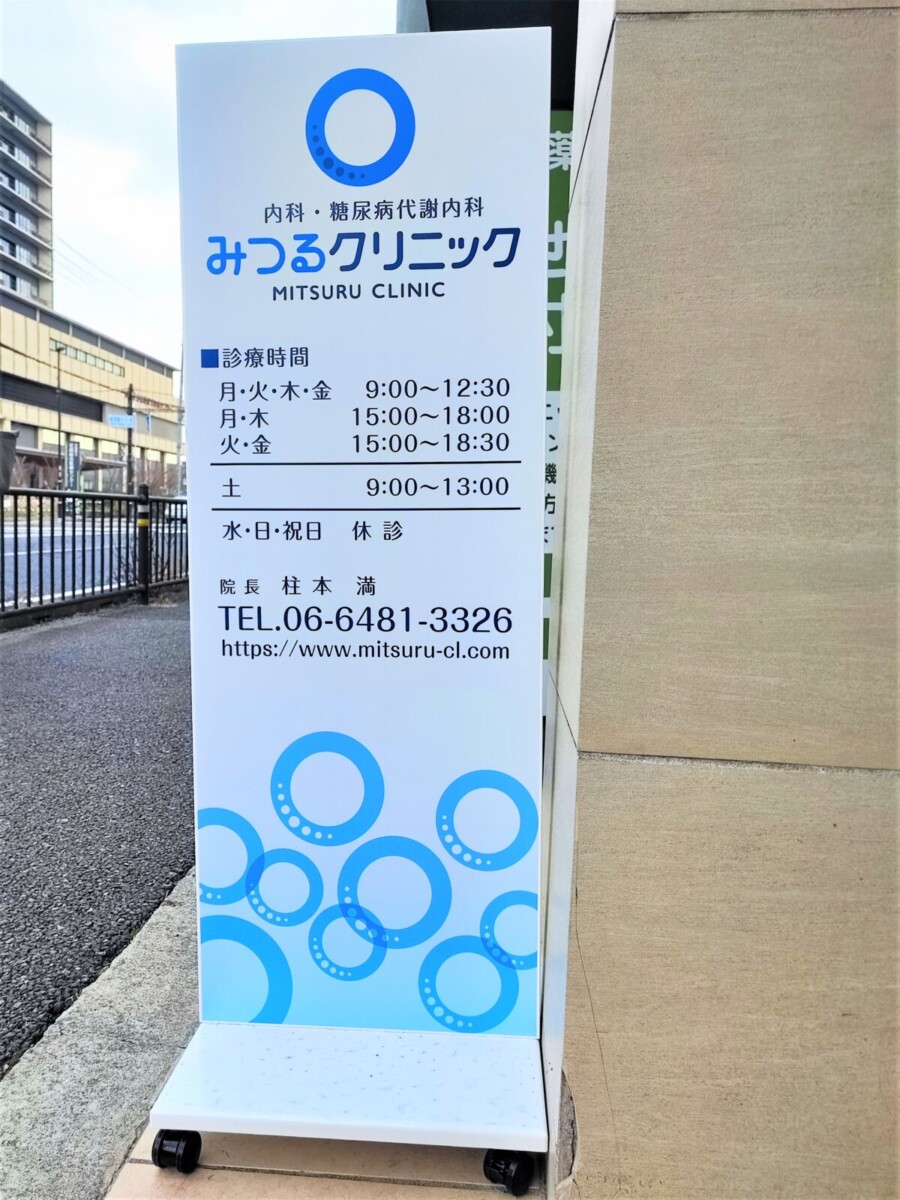 内科・糖尿病代謝内科
みつるクリニック
MITSURU CLINIC
■診療時間
月・火・木・金 9:00〜12:30
月・木 15:00〜18:00
火・金 15:00〜18:30
土 9:00〜13:00
水・日・祝日 休診
院長 柱本 満
TEL.06-6481-3326
https://www.mitsuru-cl.com
薬